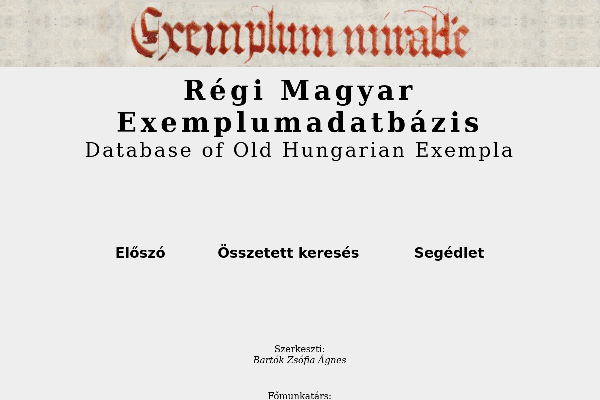 Exemplum mirabile
Régi Magyar
Exemplumadatbázis
Database of Old Hungarian Exempla
Előszó
Összetett keresés
Segédlet
Szerkeszti:
Bartók Zsófia Ágnes
Főmunkatárs: